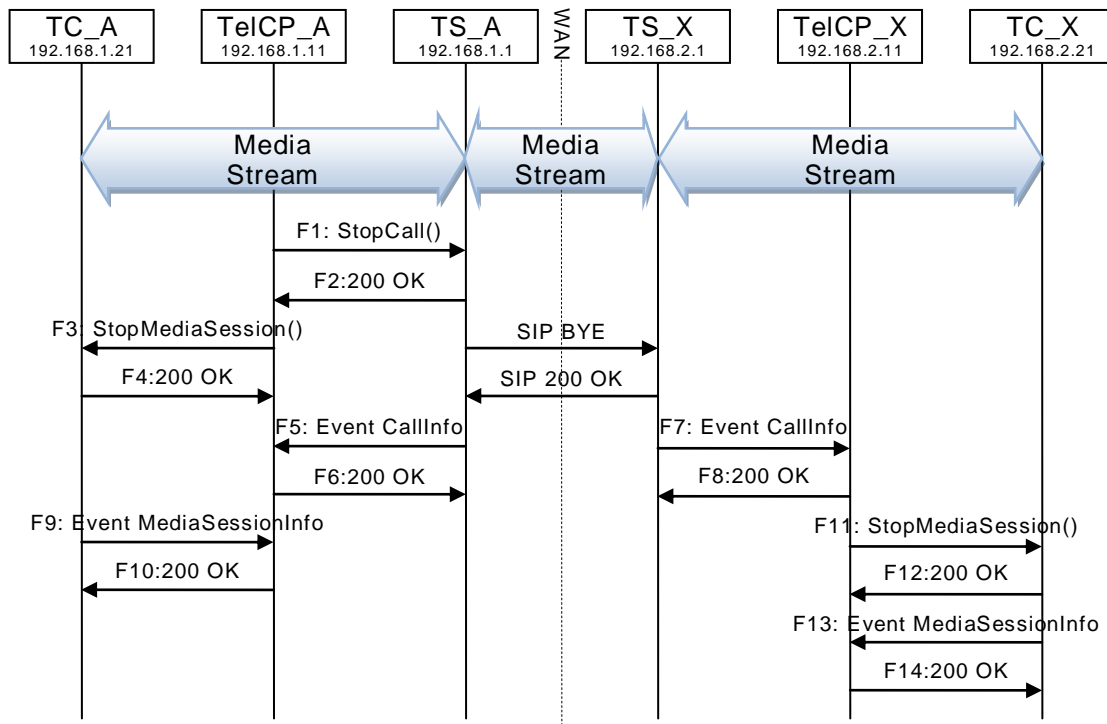 TC_A
192.168.1.21
TelCP_A
192.168.1.11
TS_A
192.168.1.1
WAN
TS_X
192.168.2.1
TelCP_X
192.168.2.11
TC_X
192.168.2.21
Media
Stream
Media
Stream
Media
Stream
F1: StopCall()
F2:200 OK
F3: StopMediaSession()
SIP BYE
F4:200 OK
SIP 200 OK
F5: Event CallInfo
F7: Event CallInfo
F6:200 OK
F8:200 OK
F9: Event MediaSessionInfo
F11: StopMediaSession()
F10:200 OK
F12:200 OK
F13: Event MediaSessionInfo
F14:200 OK